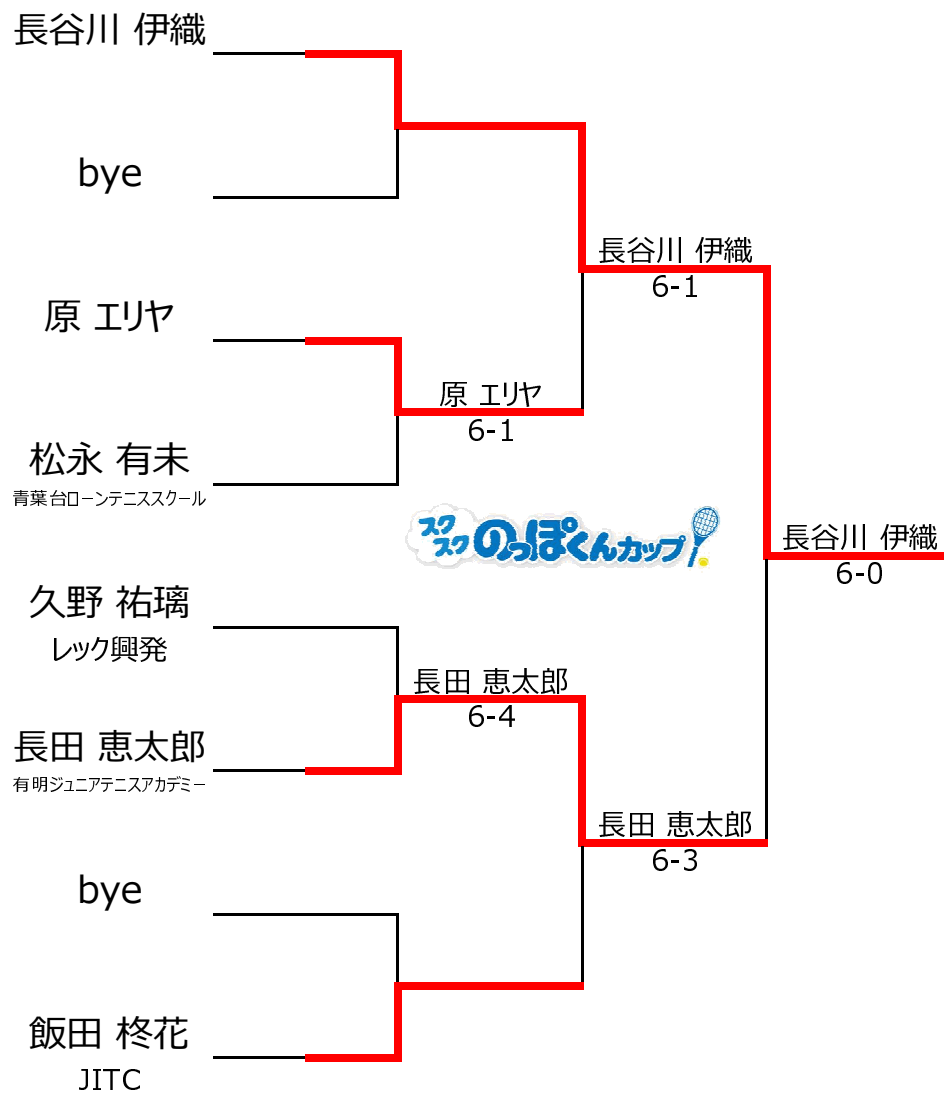 長谷川 伊織
bye
原 エリヤ
松永 有未
青葉台ローンテニススクール
久野 祐璃
レック興発
長田 恵太郎
有明ジュニアテニスアカデミー
bye
飯田 柊花
JITC
原 エリヤ
6-1
長田 恵太郎
6-4
長谷川 伊織
6-1
長田 恵太郎
6-3
スクスク のっぽくんカップ
長谷川 伊織
6-0